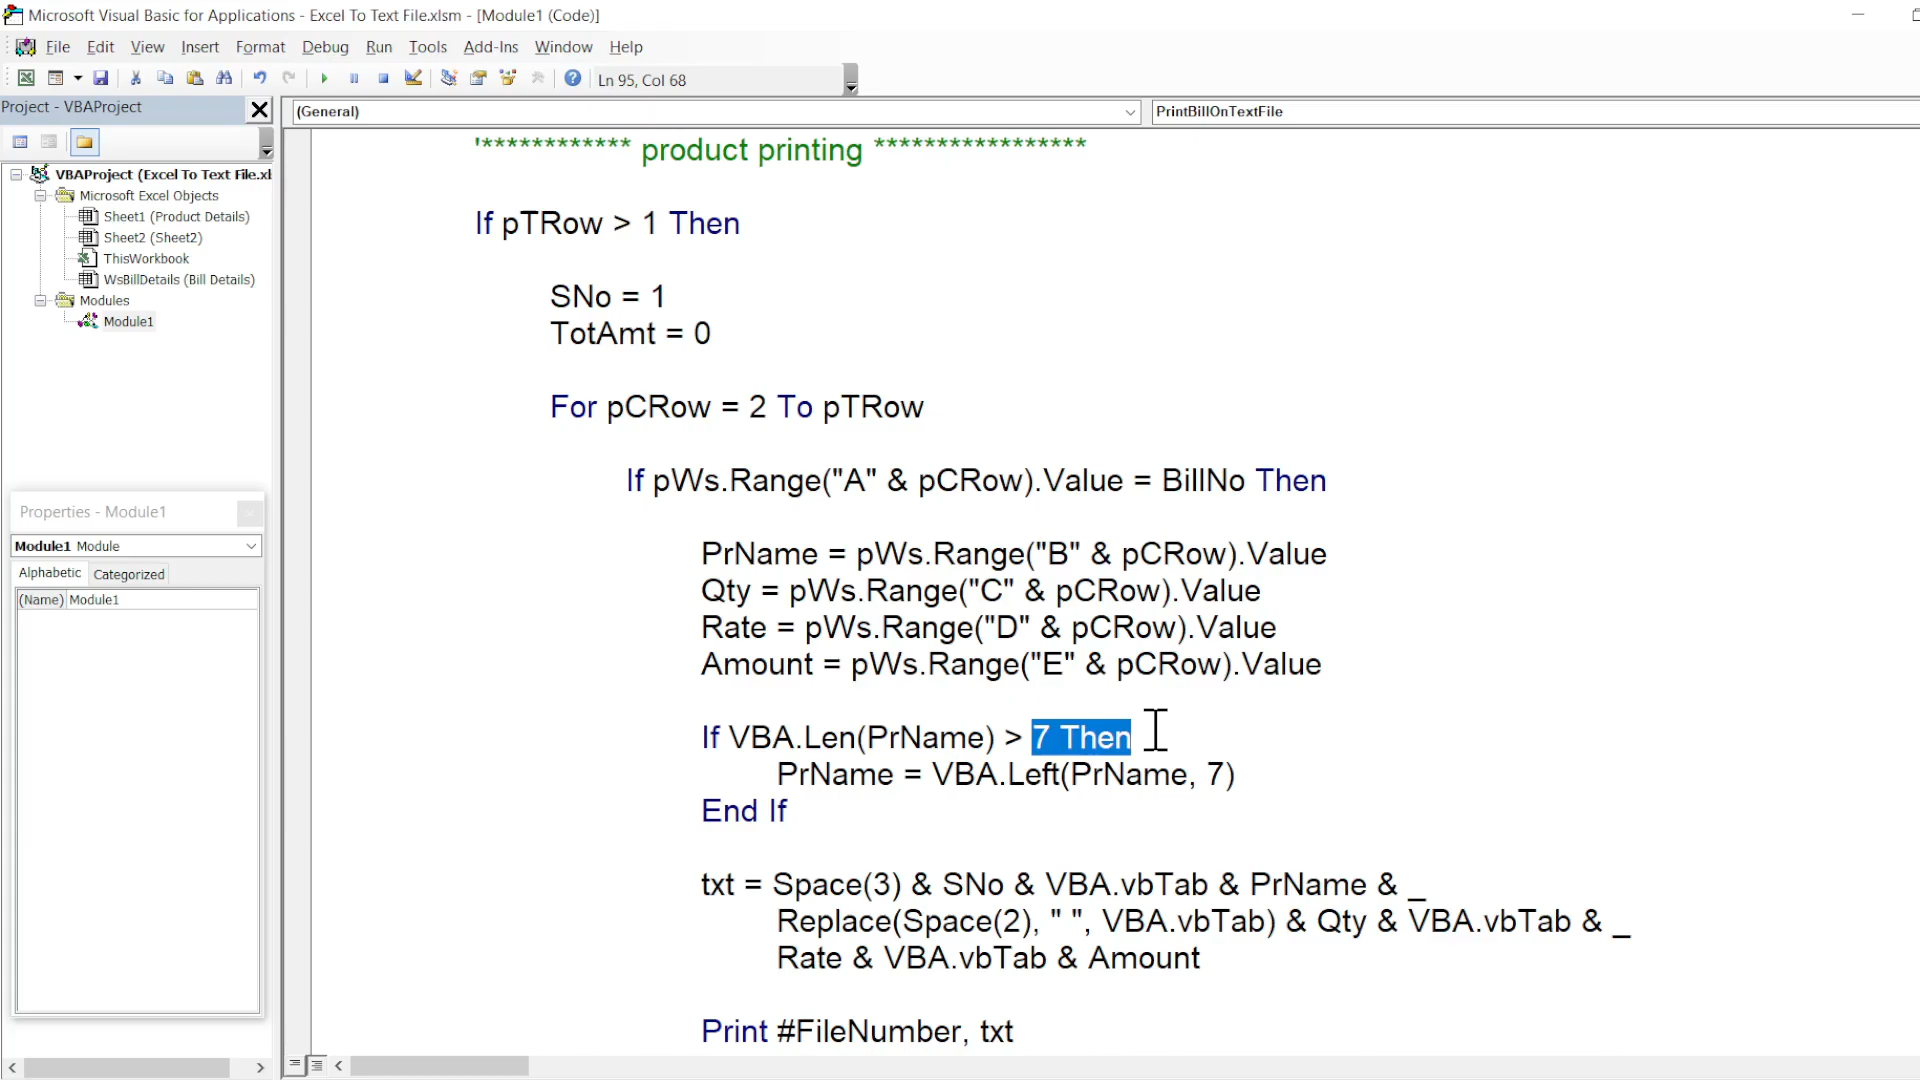 Microsoft Visual Basic for Applications - Excel To Text File.xlsm - [Module1 (Code)]
File Edit View Insert Format Debug Run Tools Add-Ins Window Help
Ln 95, Col 68
Project - VBAProject
(General)
PrintBillOnTextFile
VBAProject (Excel To Text File.xl
Microsoft Excel Objects
Sheet1 (Product Details)
Sheet2 (Sheet2)
ThisWorkbook
WsBillDetails (Bill Details)
Modules
Module1
Properties - Module1
Module1 Module
Alphabetic Categorized
(Name) Module1
'************ product printing *****************
If pTRow > 1 Then
SNo = 1
TotAmt = 0
For pCRow = 2 To pTRow
If pWs.Range("A" & pCRow).Value = BillNo Then
PrName = pWs.Range("B" & pCRow).Value
Qty = pWs.Range("C" & pCRow).Value
Rate = pWs.Range("D" & pCRow).Value
Amount = pWs.Range("E" & pCRow).Value
If VBA.Len(PrName) > 7 Then
PrName = VBA.Left(PrName, 7)
End If
txt = Space(3) & SNo & VBA.vbTab & PrName & _
Replace(Space(2), " ", VBA.vbTab) & Qty & VBA.vbTab & _
Rate & VBA.vbTab & Amount
Print #FileNumber, txt